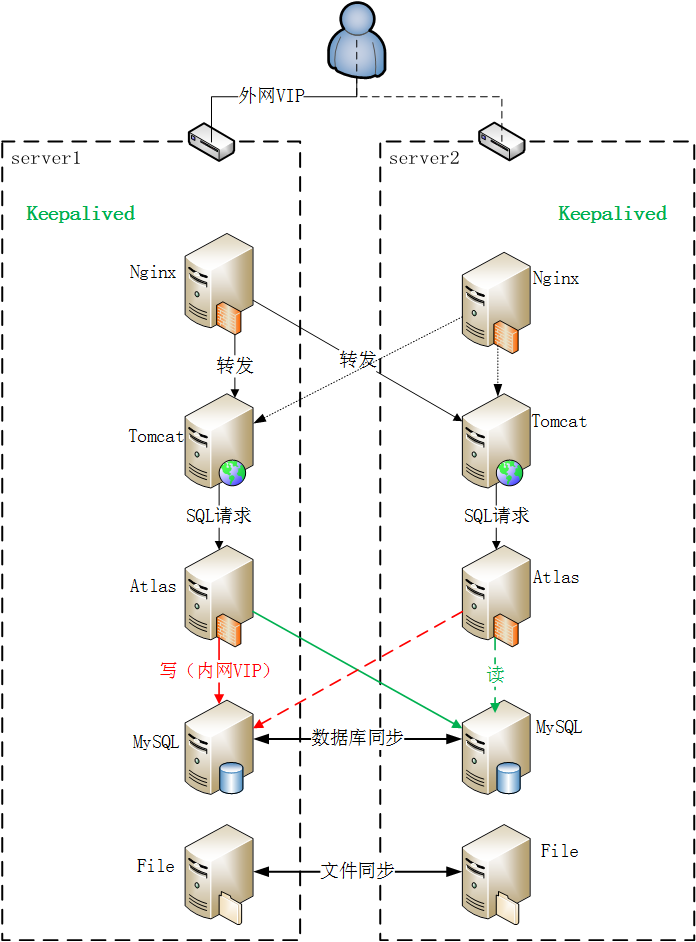 外网VIP
server1
server2
Keepalived
Keepalived
Nginx
Nginx
转发
转发
Tomcat
Tomcat
SQL请求
SQL请求
Atlas
Atlas
写（内网VIP）
读
MySQL
数据库同步
MySQL
File
文件同步
File